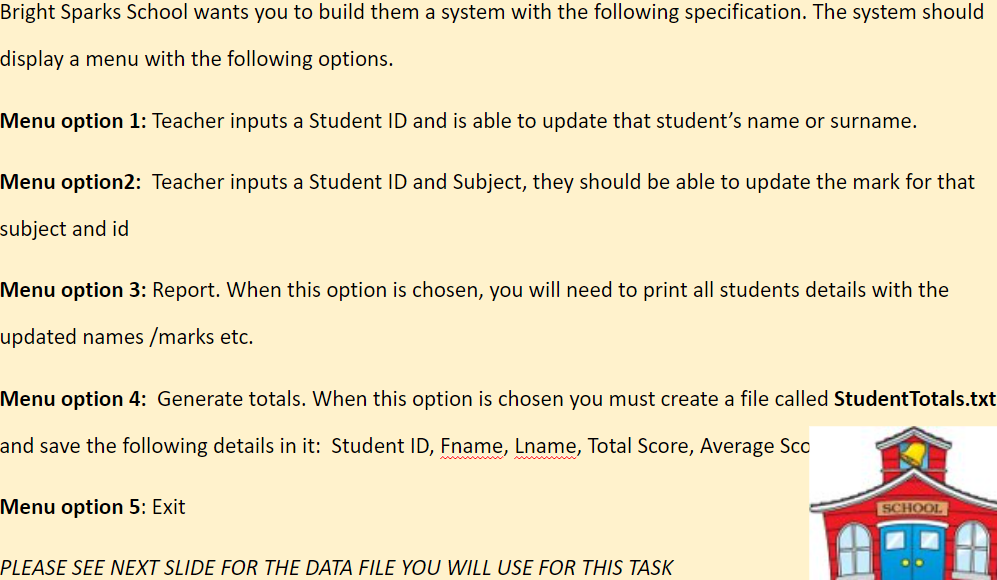 Bright Sparks School wants you to build them a system with the following specification. The system should
display a menu with the following options.
Menu option 1: Teacher inputs a Student ID and is able to update that student’s name or surname.
Menu option2: Teacher inputs a Student ID and Subject, they should be able to update the mark for that
subject and id
Menu option 3: Report. When this option is chosen, you will need to print all students details with the
updated names /marks etc.
Menu option 4: Generate totals. When this option is chosen you must create a file called StudentTotals.txt
and save the following details in it: Student ID, Fname, Lname, Total Score, Average Sco
SCHOOL
Menu option 5: Exit
PLEASE SEE NEXT SLIDE FOR THE DATA FILE YOU WILL USE FOR THIS TASK